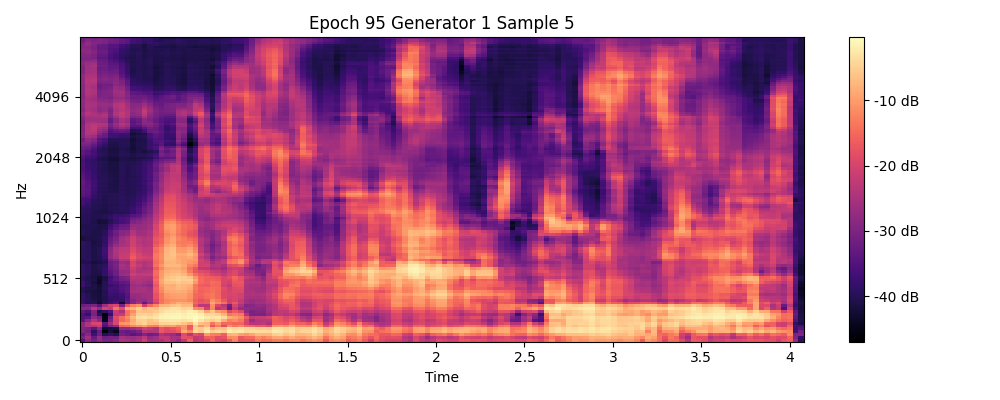 Epoch 95 Generator 1 Sample 5
Hz
4096
2048
1024
512
0
0 0.5 1 1.5 2 2.5 3 3.5 4
Time
-10 dB
-20 dB
-30 dB
-40 dB